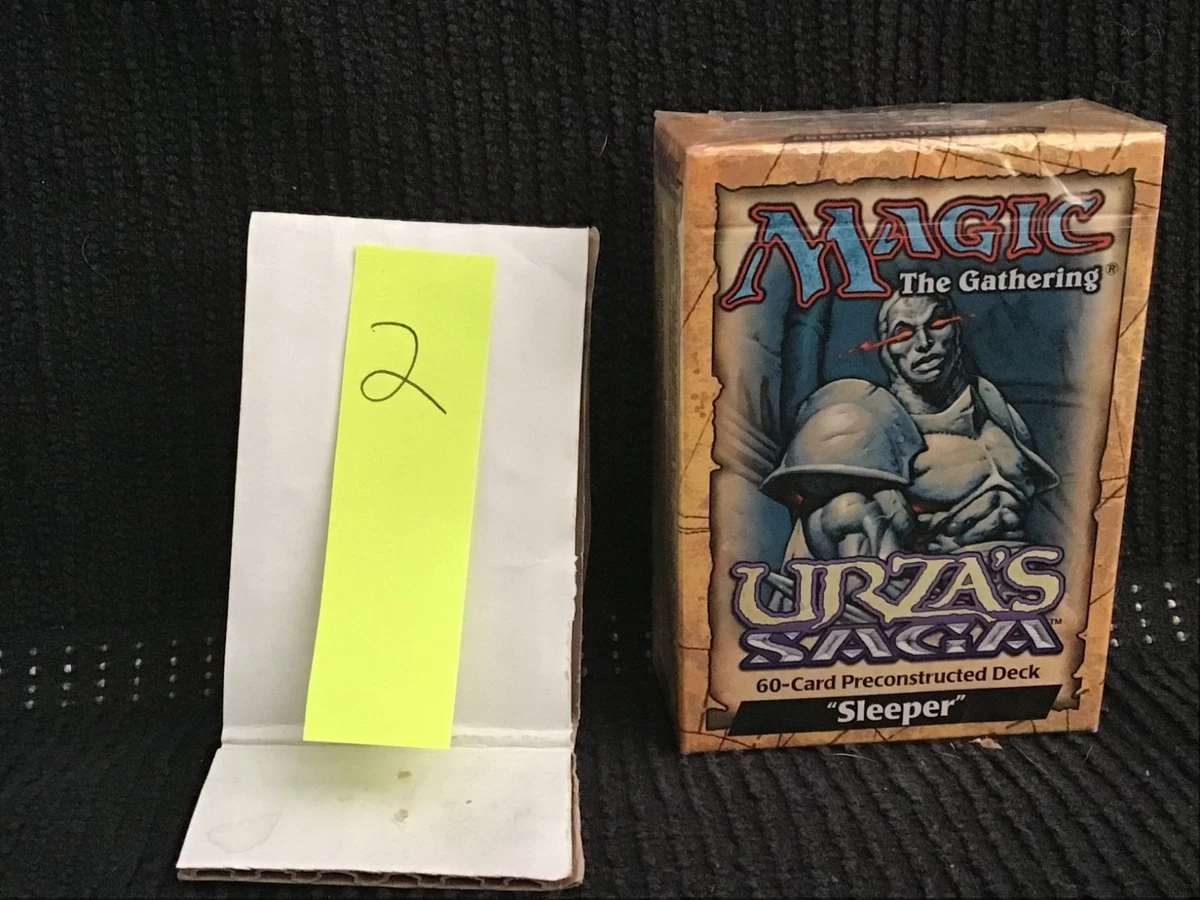 2
MAGIC
The Gathering®
URZA'S
SAGA™
60-Card Preconstructed Deck
"Sleeper"